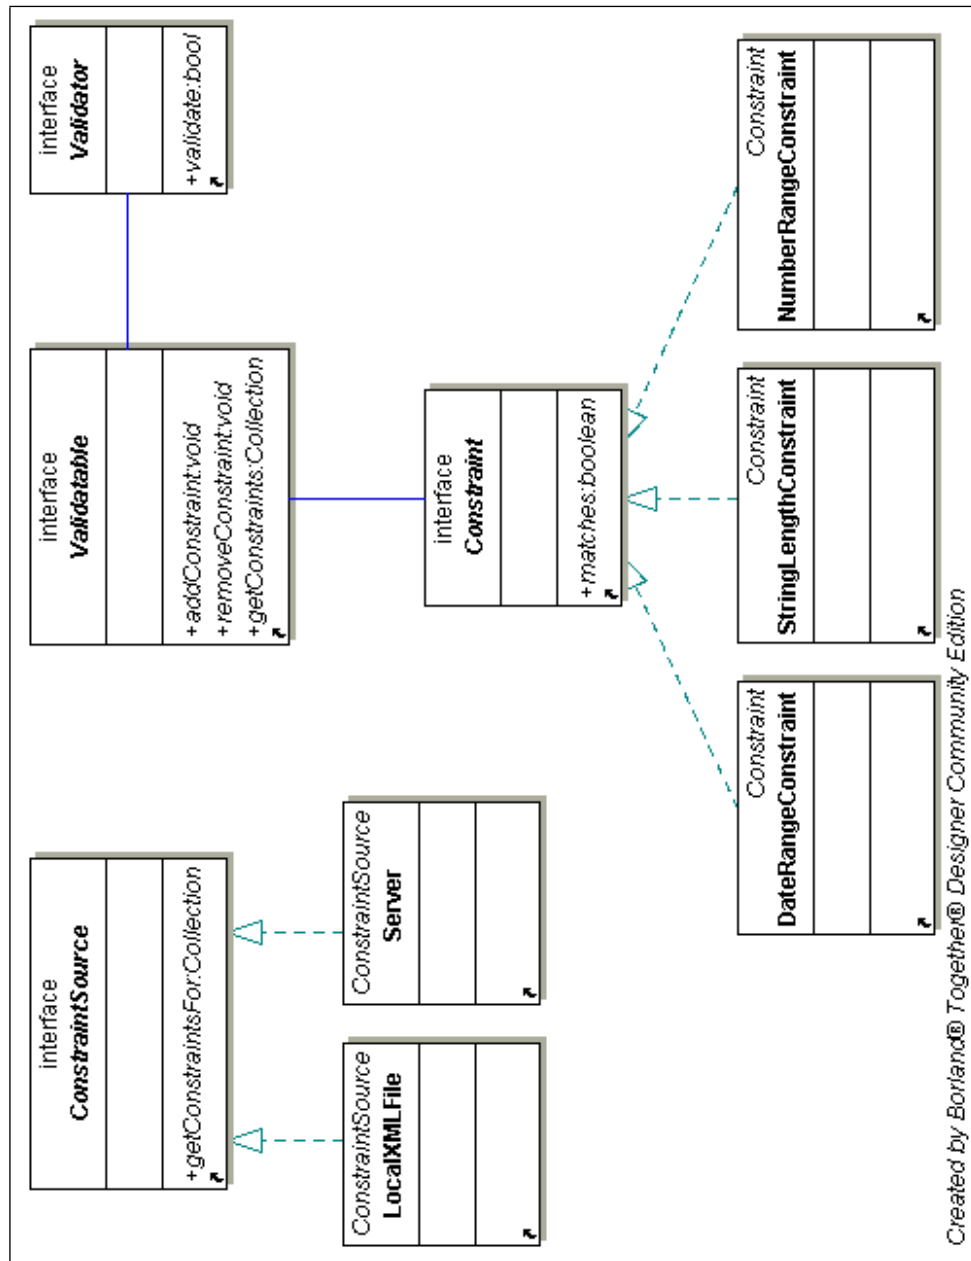 interface
ConstraintSource
+getConstraintsFor:Collection
interface
Validatable
+addConstraint:void
+removeConstraint:void
+getConstraints:Collection
interface
Validator
+validate:bool
ConstraintSource
LocalXMLFile
ConstraintSource
Server
interface
Constraint
+matches:boolean
Constraint
DateRangeConstraint
Constraint
StringLengthConstraint
Constraint
NumberRangeConstraint
Created by Borland® Together® Designer Community Edition